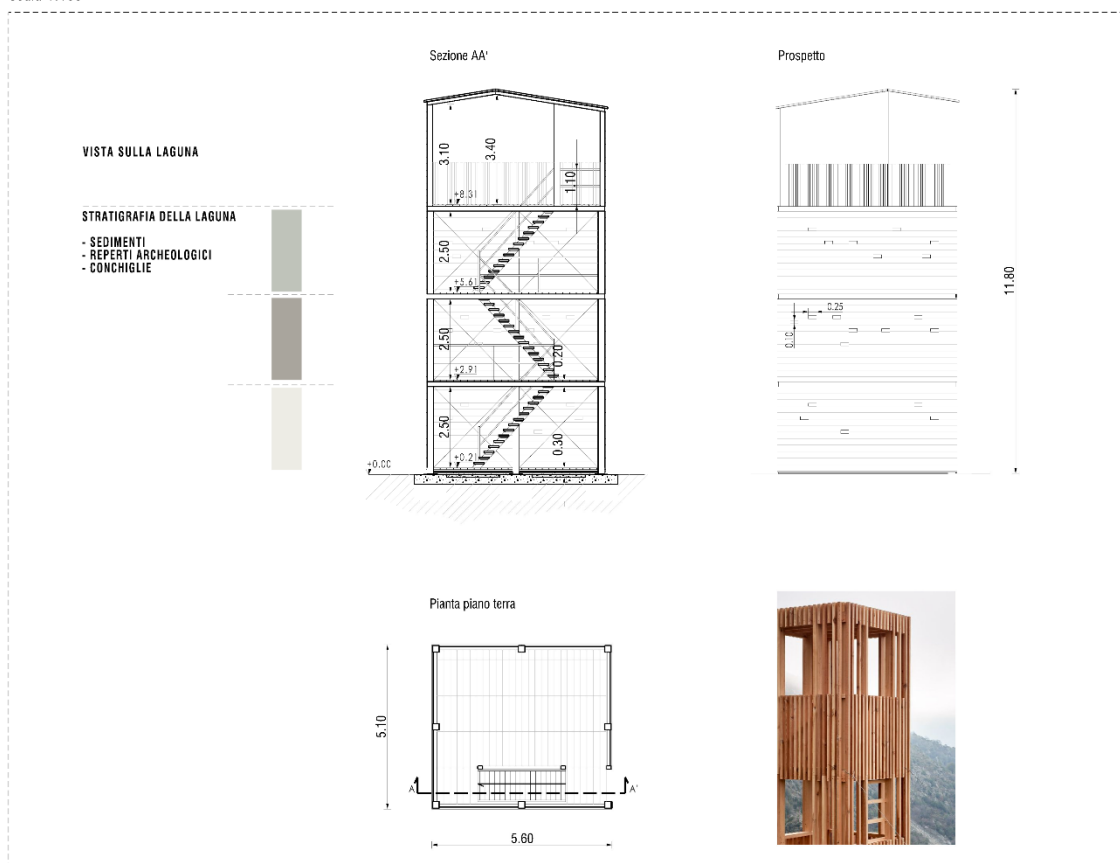 Sezione AA'
Prospetto
VISTA SULLA LAGUNA
STRATIGRAFIA DELLA LAGUNA
- SEDIMENTI
- REPERTI ARCHEOLOGICI
- CONCHIGLIE
3.10
3.40
1.10
+8.31
2.50
+5.61
2.50
0.20
+2.91
2.50
0.30
+0.21
+0.00
0.25
0.10
11.80
Pianta piano terra
5.10
A
A'
5.60